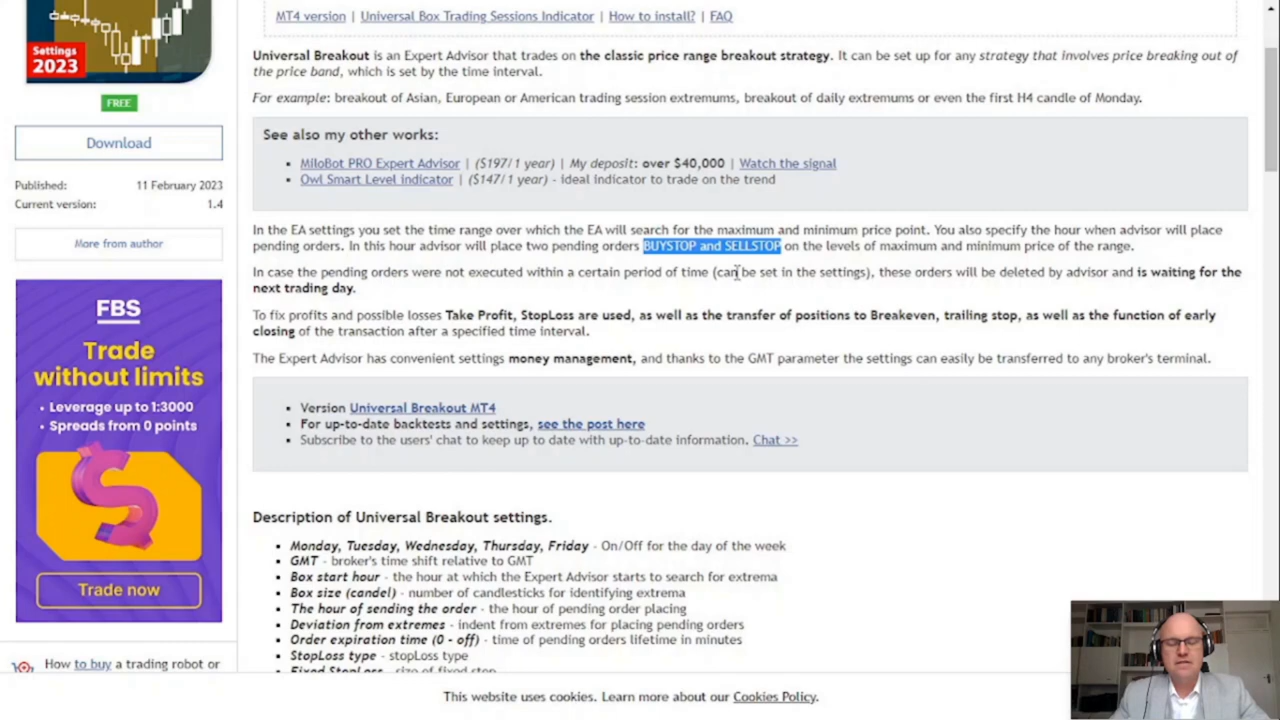 MT4 version | Universal Box Trading Sessions Indicator | How to install? | FAQ
Settings
2023
FREE
Download
Published: 11 February 2023
Current version: 1.4
More from author
FBS
Trade
without limits
• Leverage up to 1:3000
• Spreads from 0 points
Trade now
How to buy a trading robot or
Universal Breakout is an Expert Advisor that trades on the classic price range breakout strategy. It can be set up for any strategy that involves price breaking out of
the price band, which is set by the time interval.
For example: breakout of Asian, European or American trading session extremums, breakout of daily extremums or even the first H4 candle of Monday.
See also my other works:
MiloBot PRO Expert Advisor | ($197/1 year) | My deposit: over $40,000 | Watch the signal
Owl Smart Level indicator | ($147/1 year) - ideal indicator to trade on the trend
In the EA settings you set the time range over which the EA will search for the maximum and minimum price point. You also specify the hour when advisor will place
pending orders. In this hour advisor will place two pending orders BUYSTOP and SELLSTOP on the levels of maximum and minimum price of the range.
In case the pending orders were not executed within a certain period of time (can be set in the settings), these orders will be deleted by advisor and is waiting for the
next trading day.
To fix profits and possible losses Take Profit, StopLoss are used, as well as the transfer of positions to Breakeven, trailing stop, as well as the function of early
closing of the transaction after a specified time interval.
The Expert Advisor has convenient settings money management, and thanks to the GMT parameter the settings can easily be transferred to any broker's terminal.
Version Universal Breakout MT4
For up-to-date backtests and settings, see the post here
Subscribe to the users' chat to keep up to date with up-to-date information. Chat >>
Description of Universal Breakout settings.
Monday, Tuesday, Wednesday, Thursday, Friday - On/Off for the day of the week
GMT - broker's time shift relative to GMT
Box start hour - the hour at which the Expert Advisor starts to search for extrema
Box size (candel) - number of candlesticks for identifying extrema
The hour of sending the order - the hour of pending order placing
Deviation from extremes - indent from extremes for placing pending orders
Order expiration time (0 - off) - time of pending orders lifetime in minutes
StopLoss type - stopLoss type
Fixed StopLoss - size of fixed stop
This website uses cookies. Learn more about our Cookies Policy.